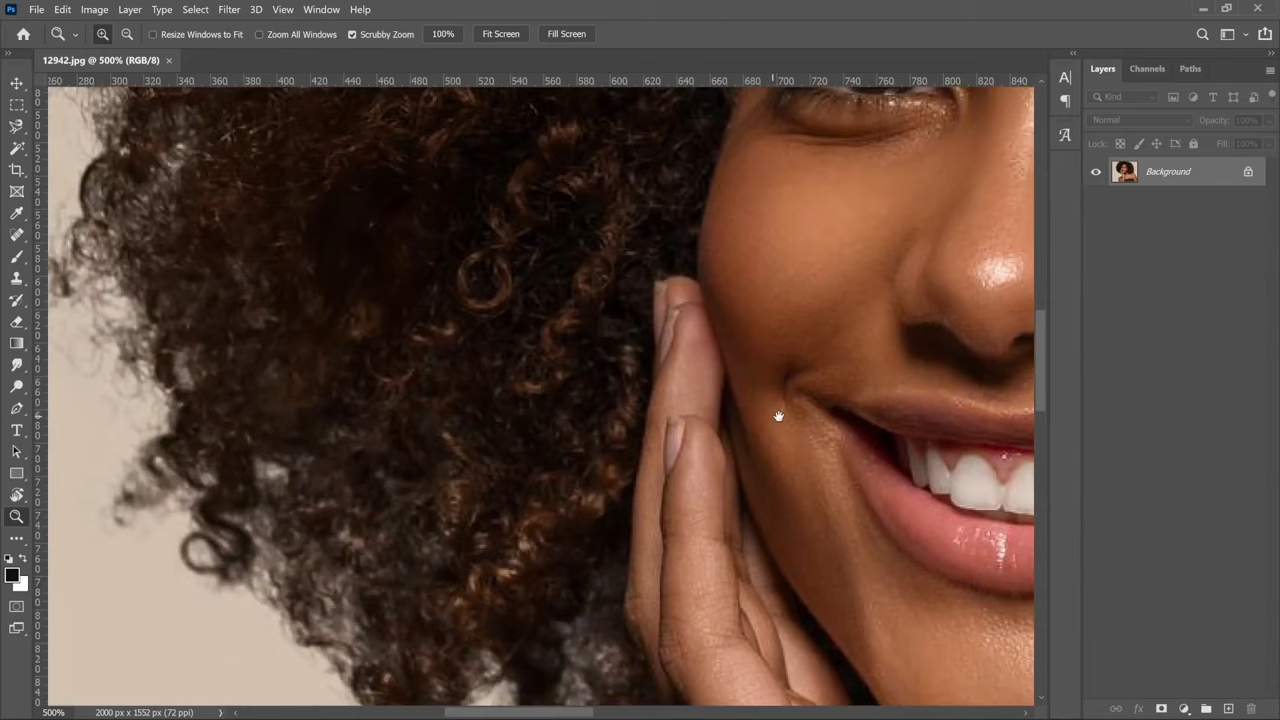 Ps File Edit Image Layer Type Select Filter 3D View Window Help
Resize Windows to Fit Zoom All Windows Scrubby Zoom 100% Fit Screen Fill Screen
12942.jpg @ 500% (RGB/8) ×
260 300 320 340 360 380 400 420 440 460 480 500 520 540 560 580 600 620 640 660 680 700 720 740 760 780 800 820 840
Layers Channels Paths
Kind
Normal Opacity: 100%
Lock: Fill: 100%
Background
500% 2000 px x 1552 px (72 ppi)